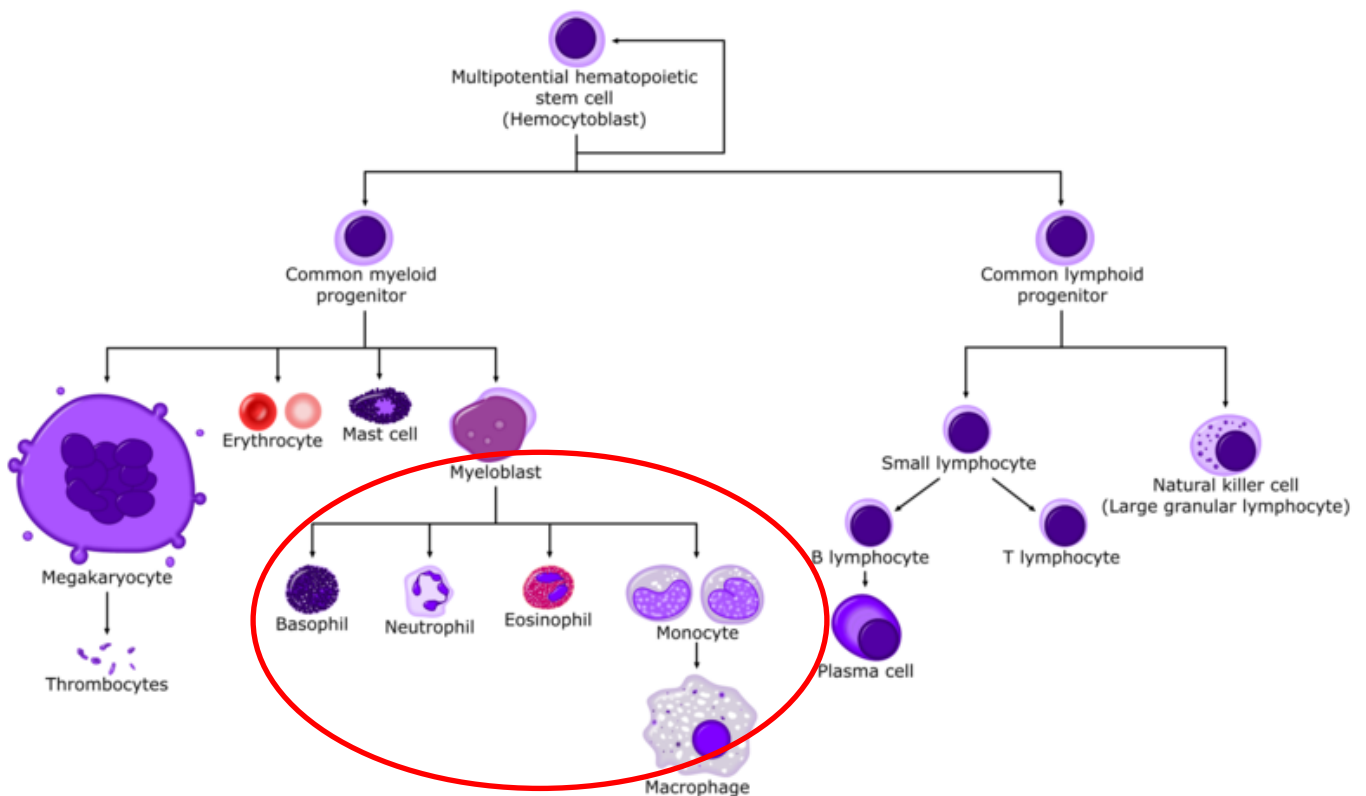 Multipotential hematopoietic
stem cell
(Hemocytoblast)
Common myeloid
progenitor
Common lymphoid
progenitor
Erythrocyte
Mast cell
Myeloblast
Small lymphocyte
Natural killer cell
(Large granular lymphocyte)
Megakaryocyte
B lymphocyte
T lymphocyte
Basophil
Neutrophil
Eosinophil
Monocyte
Plasma cell
Thrombocytes
Macrophage